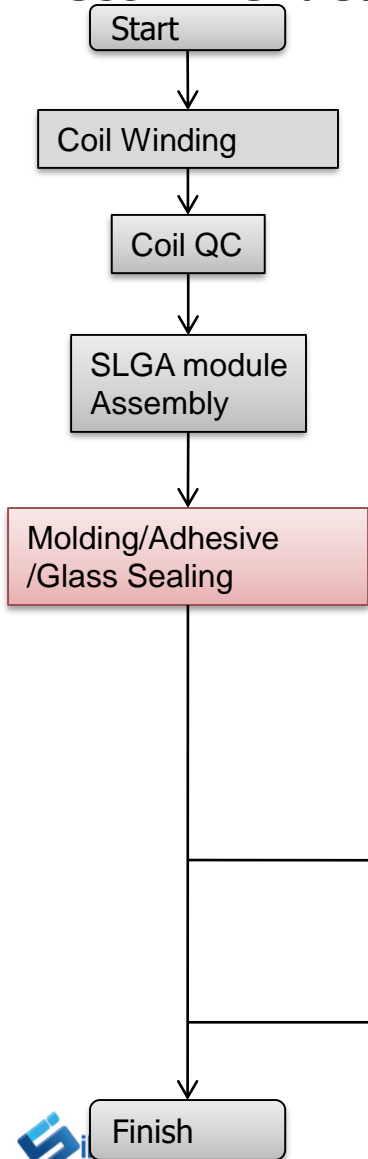 Start
Coil Winding
Coil QC
SLGA module
Assembly
Molding/Adhesive
/Glass Sealing
Finish